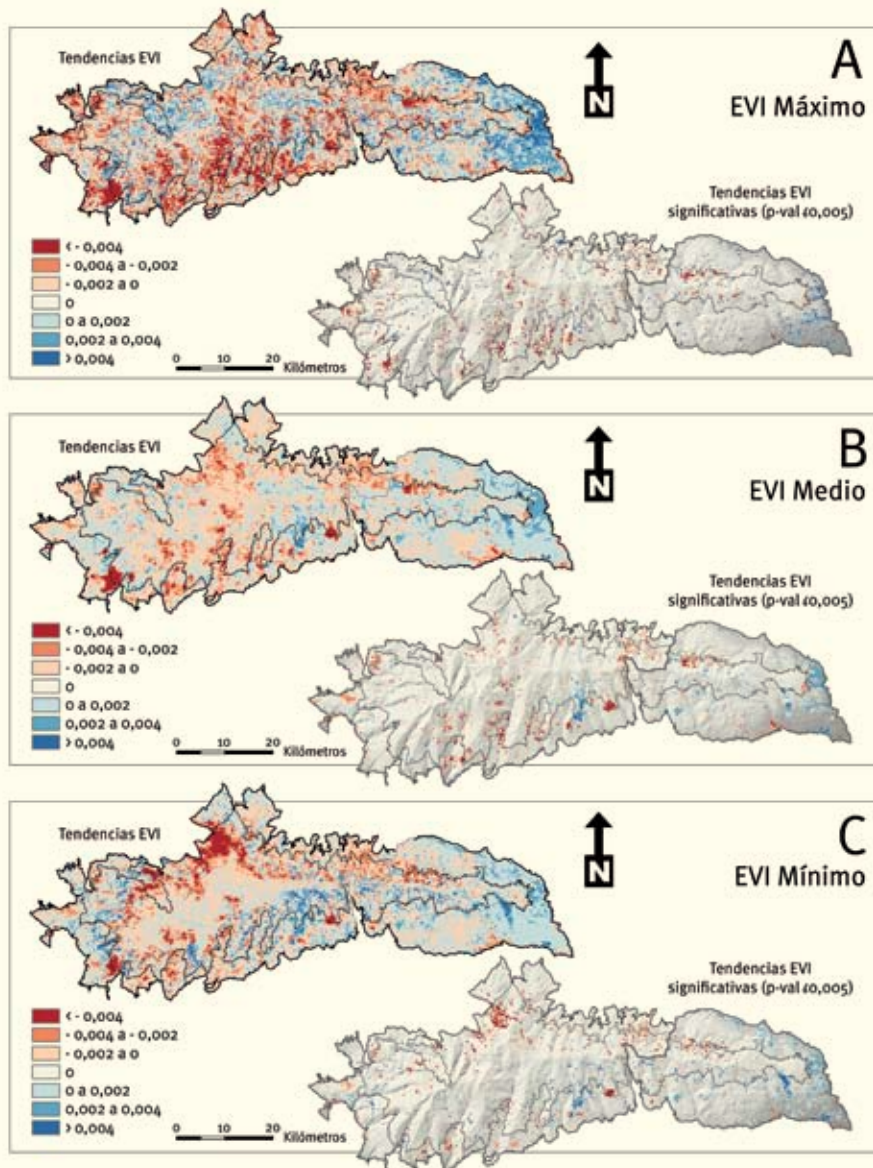 Tendencias EVI
A
N
EVI Máximo
Tendencias EVI
significativas (p-val ≤0,005)
< - 0,004
- 0,004 a - 0,002
- 0,002 a 0
0
0 a 0,002
0,002 a 0,004
> 0,004
0 10 20
Kilómetros
Tendencias EVI
B
N
EVI Medio
Tendencias EVI
significativas (p-val ≤0,005)
< - 0,004
- 0,004 a - 0,002
- 0,002 a 0
0
0 a 0,002
0,002 a 0,004
> 0,004
0 10 20
Kilómetros
Tendencias EVI
C
N
EVI Mínimo
Tendencias EVI
significativas (p-val ≤0,005)
< - 0,004
- 0,004 a - 0,002
- 0,002 a 0
0
0 a 0,002
0,002 a 0,004
> 0,004
0 10 20
Kilómetros